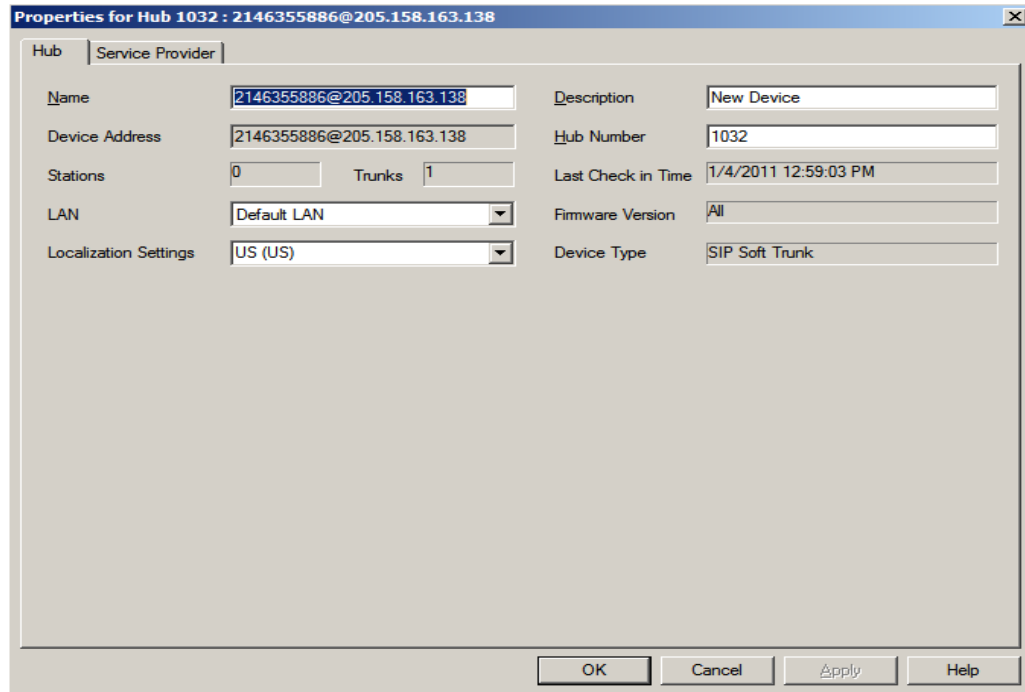 Properties for Hub 1032 : 2146355886@205.158.163.138
Hub Service Provider
Name 2146355886@205.158.163.138 Description New Device
Device Address 2146355886@205.158.163.138 Hub Number 1032
Stations 0 Trunks 1 Last Check in Time 1/4/2011 12:59:03 PM
LAN Default LAN Firmware Version All
Localization Settings US (US) Device Type SIP Soft Trunk
OK Cancel Apply Help